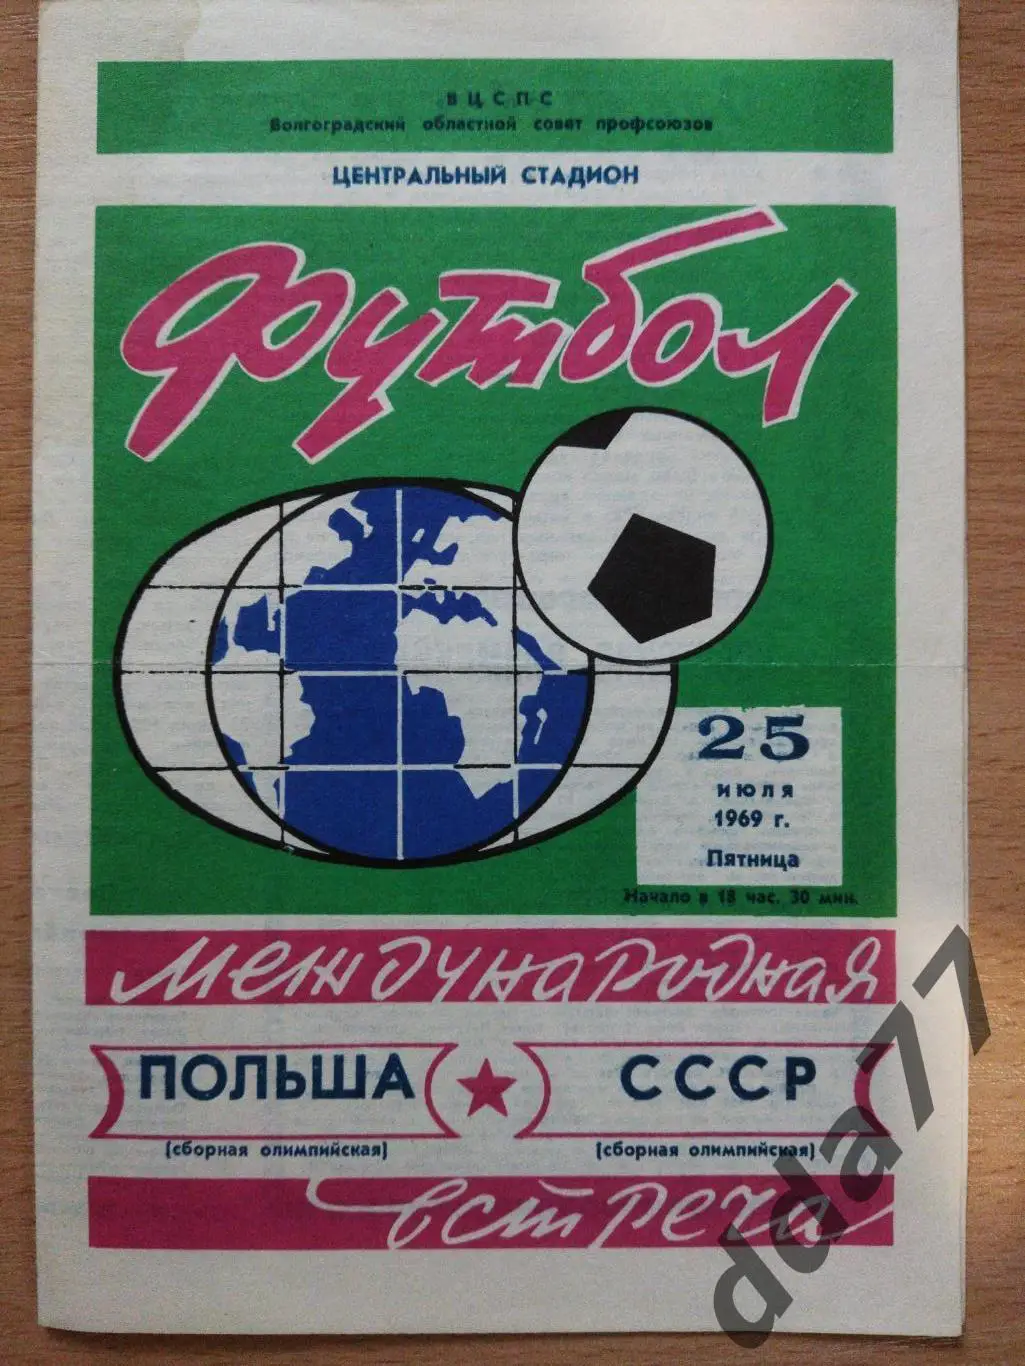 ВЦСПС
Волгоградский областной совет профсоюзов
ЦЕНТРАЛЬНЫЙ СТАДИОН
Футбол
25
июля
1969 г.
Пятница
Начало в 18 час. 30 мин.
международная
ПОЛЬША ★ СССР
(сборная олимпийская) (сборная олимпийская)
встреча
dda77